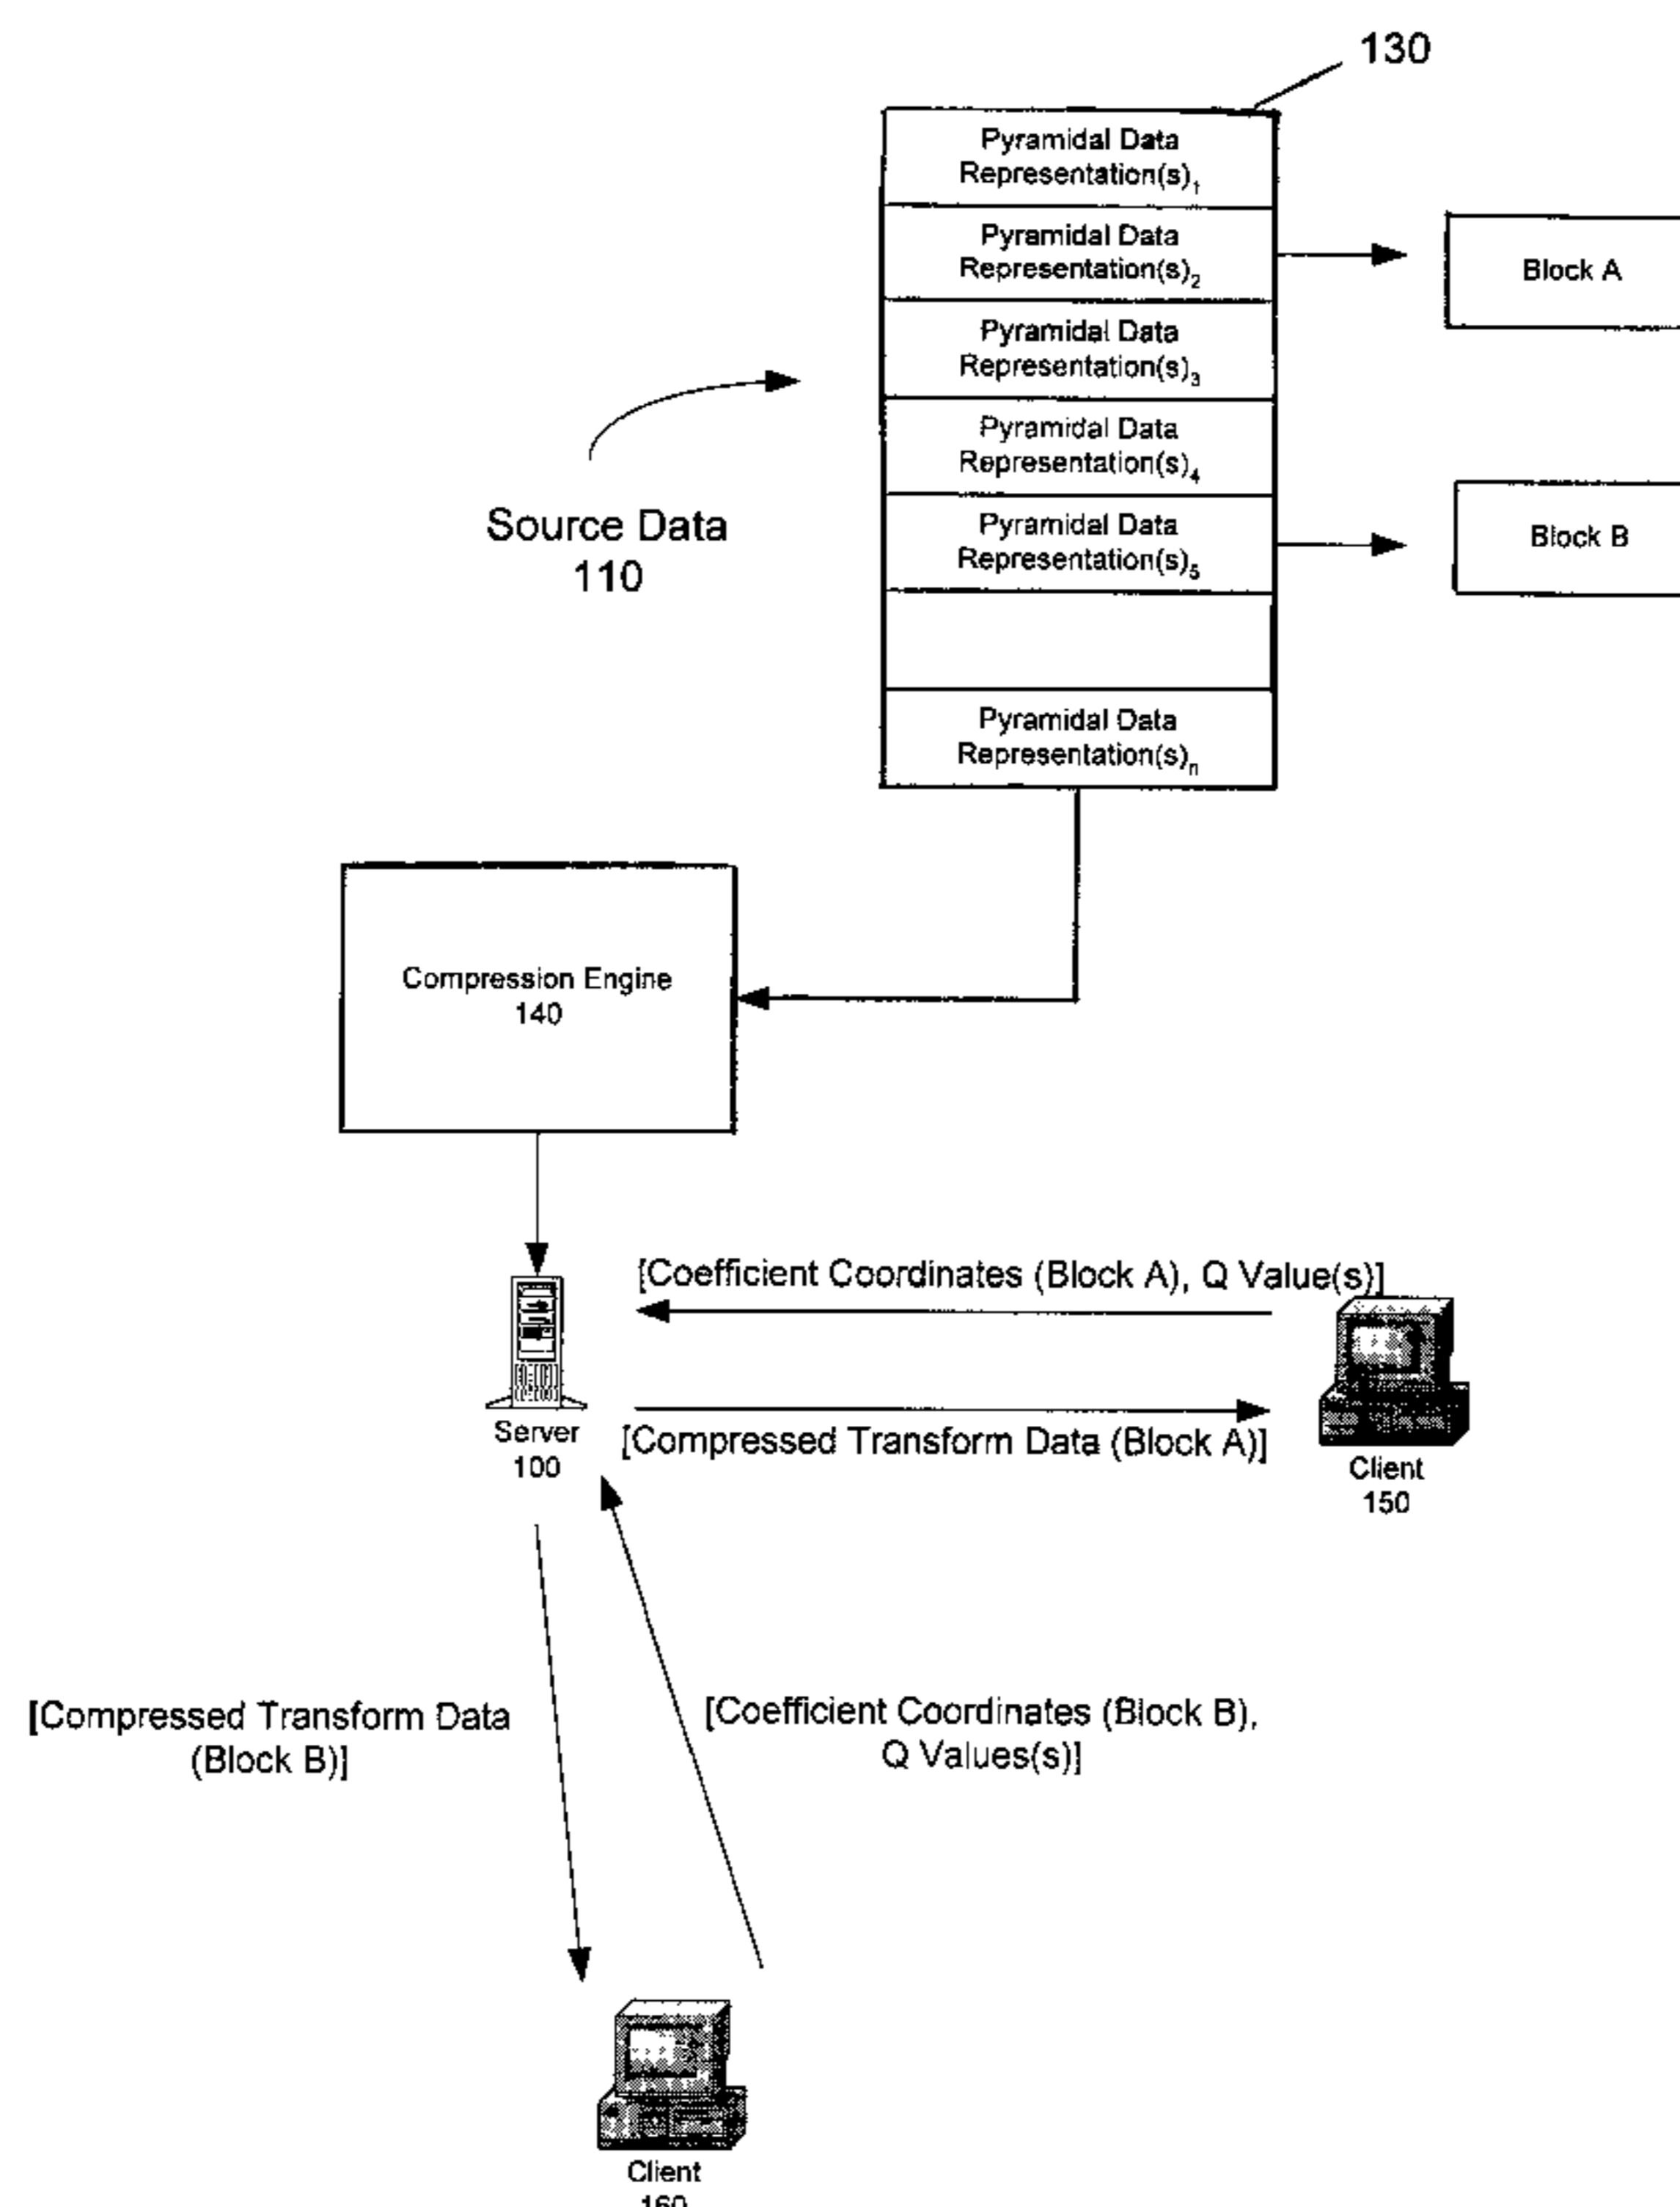 130
Pyramidal Data
Representation(s)₁
Pyramidal Data
Representation(s)₂
Block A
Pyramidal Data
Representation(s)₃
Pyramidal Data
Representation(s)₄
Source Data
110
Pyramidal Data
Representation(s)₅
Block B
Pyramidal Data
Representation(s)ₙ
Compression Engine
140
[Coefficient Coordinates (Block A), Q Value(s)]
Server
100
[Compressed Transform Data (Block A)]
Client
150
[Compressed Transform Data
(Block B)]
[Coefficient Coordinates (Block B),
Q Values(s)]
Client
160